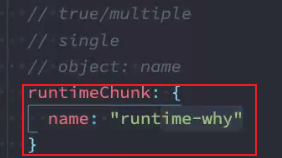 // true/multiple
// single
// object: name
runtimeChunk: {
name: "runtime-why"
}